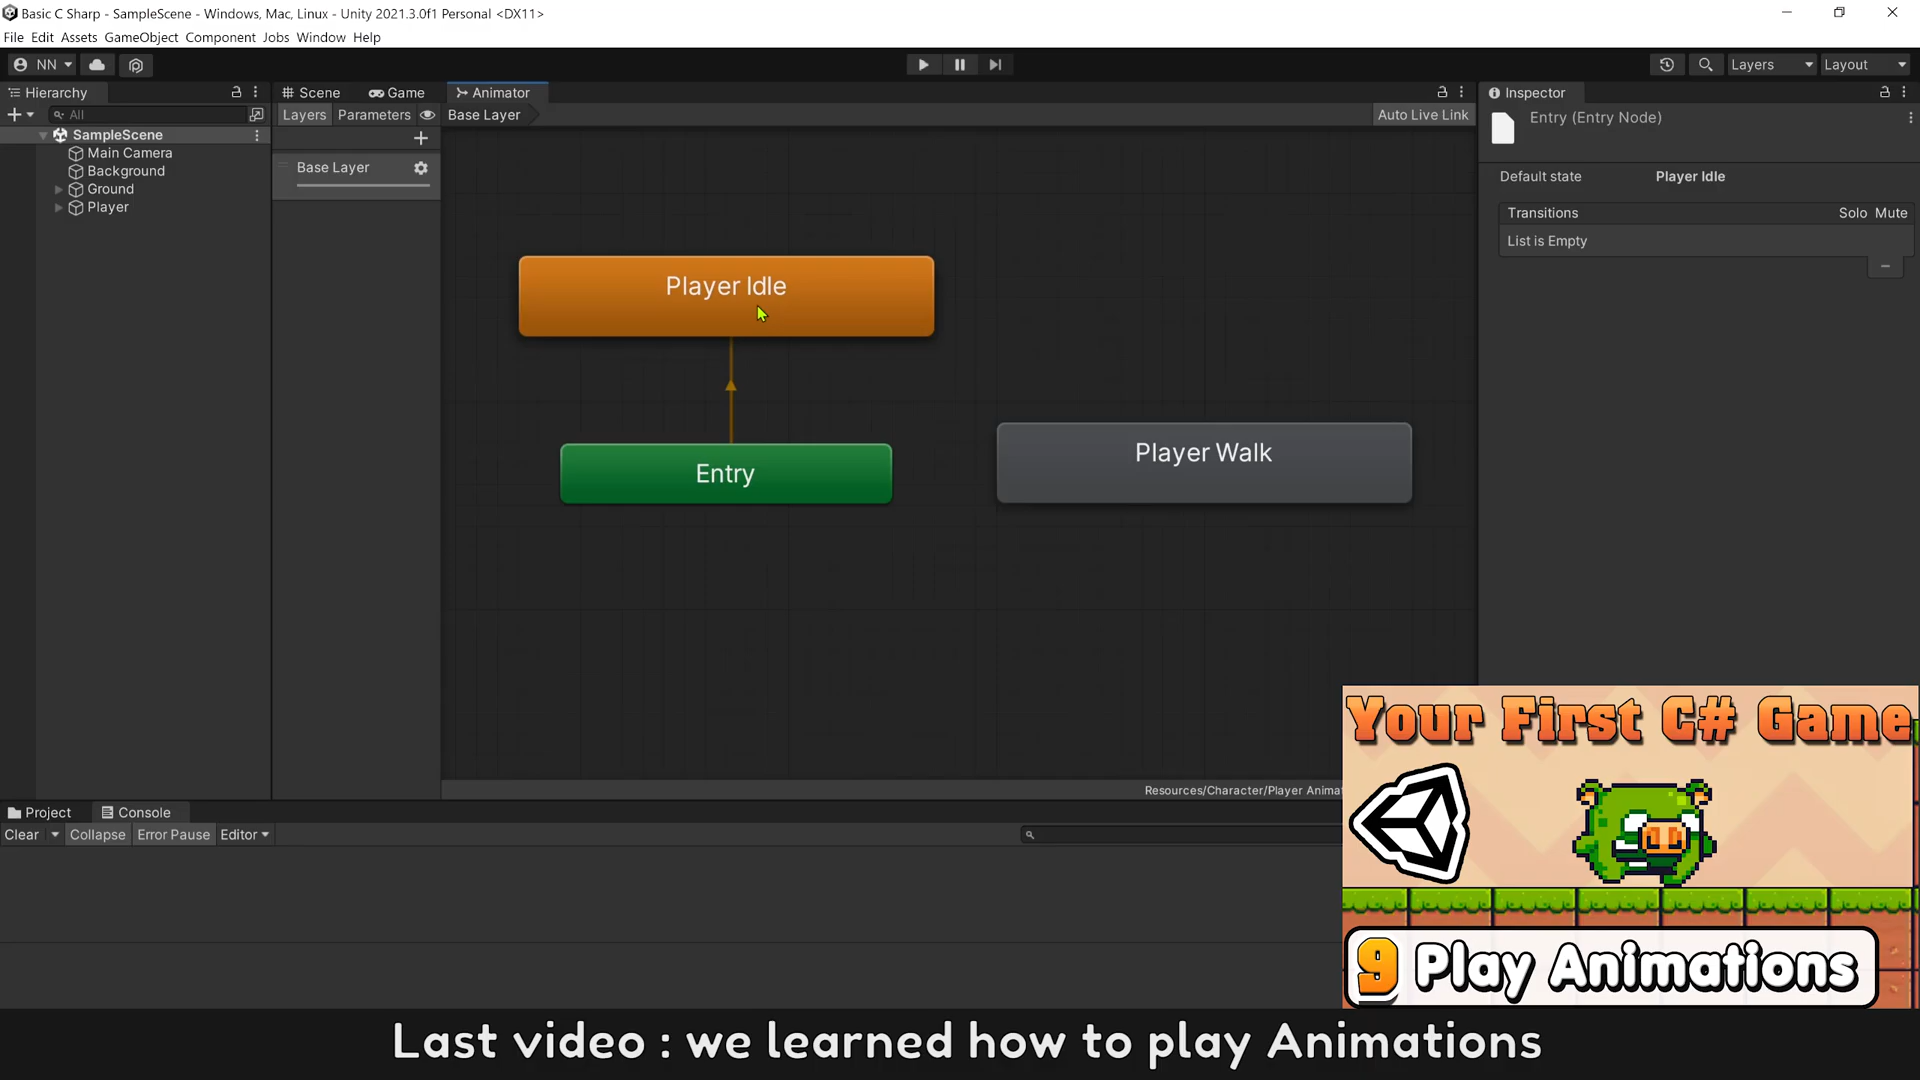 Basic C Sharp - SampleScene - Windows, Mac, Linux - Unity 2021.3.0f1 Personal <DX11>
File Edit Assets GameObject Component Jobs Window Help
NN
Layers
Layout
Hierarchy
All
SampleScene
Main Camera
Background
Ground
Player
Scene
Game
Animator
Layers
Parameters
Base Layer
Auto Live Link
Base Layer
Player Idle
Entry
Player Walk
Resources/Character/Player Animat
Inspector
Entry (Entry Node)
Default state Player Idle
Transitions Solo Mute
List is Empty
Project
Console
Clear Collapse Error Pause Editor
Your First C# Game
9 Play Animations
Last video : we learned how to play Animations